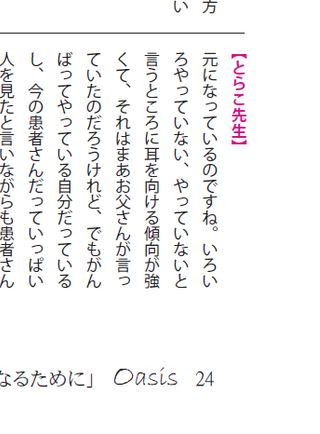 方
い
【とらこ先生】
元になっているのですね。いろい
ろやっていない、やっていないと
言うところに耳を向ける傾向が強
くて、それはまあお父さんが言っ
ていたのだろうけれど、でもがん
ばってやっている自分だっている
し、今の患者さんだっていっぱい
人を見たと言いながらも患者さん
なるために」 Oasis 24